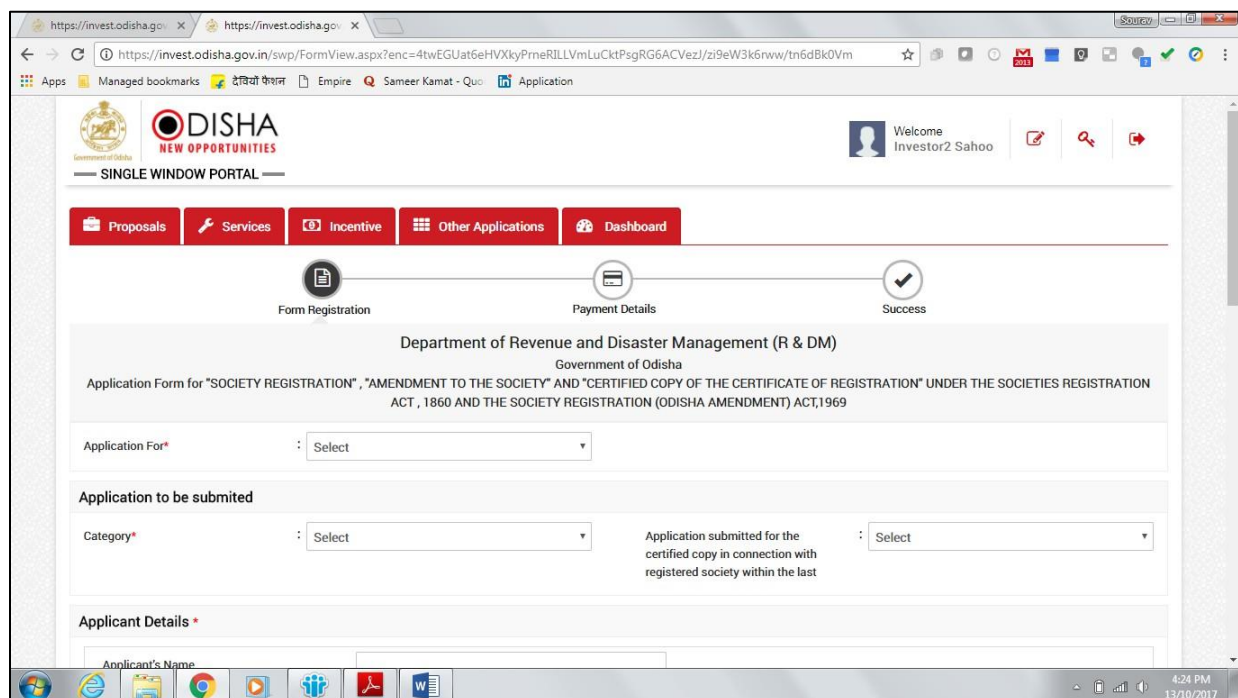 https://invest.odisha.gov
https://invest.odisha.gov
Sourav
https://invest.odisha.gov.in/swp/FormView.aspx?enc=4twEGUat6eHVXkyPrneRILLVmLuCktPsgRG6ACVezJ/zi9eW3k6rww/tn6dBk0Vm
2013
Apps Managed bookmarks देवियों फैशन Empire Sameer Kamat - Quo Application
Government of Odisha
ODISHA
NEW OPPORTUNITIES
SINGLE WINDOW PORTAL
Welcome
Investor2 Sahoo
Proposals Services Incentive Other Applications Dashboard
Form Registration Payment Details Success
Department of Revenue and Disaster Management (R & DM)
Government of Odisha
Application Form for "SOCIETY REGISTRATION" , "AMENDMENT TO THE SOCIETY" AND "CERTIFIED COPY OF THE CERTIFICATE OF REGISTRATION" UNDER THE SOCIETIES REGISTRATION
ACT , 1860 AND THE SOCIETY REGISTRATION (ODISHA AMENDMENT) ACT,1969
Application For* : Select
Application to be submited
Category* : Select
Application submitted for the : Select
certified copy in connection with
registered society within the last
Applicant Details *
Applicant's Name
4:24 PM
13/10/2017